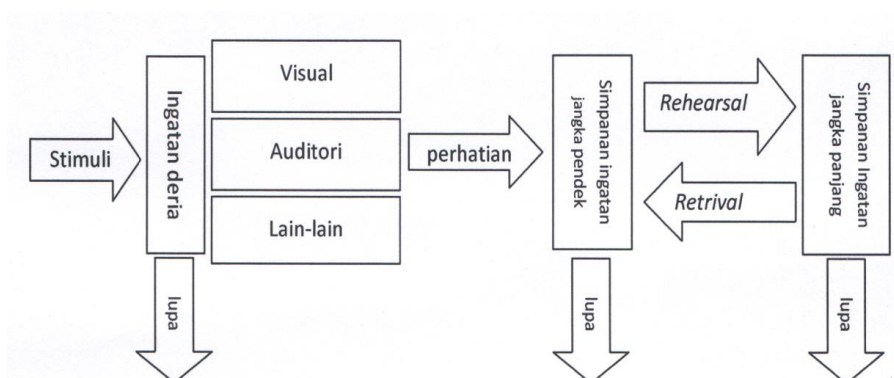 Stimuli
Ingatan deria
Visual
Auditori
Lain-lain
perhatian
Simpanan ingatan
jangka pendek
Rehearsal
Retrival
Simpanan Ingatan
jangka panjang
lupa
lupa
lupa